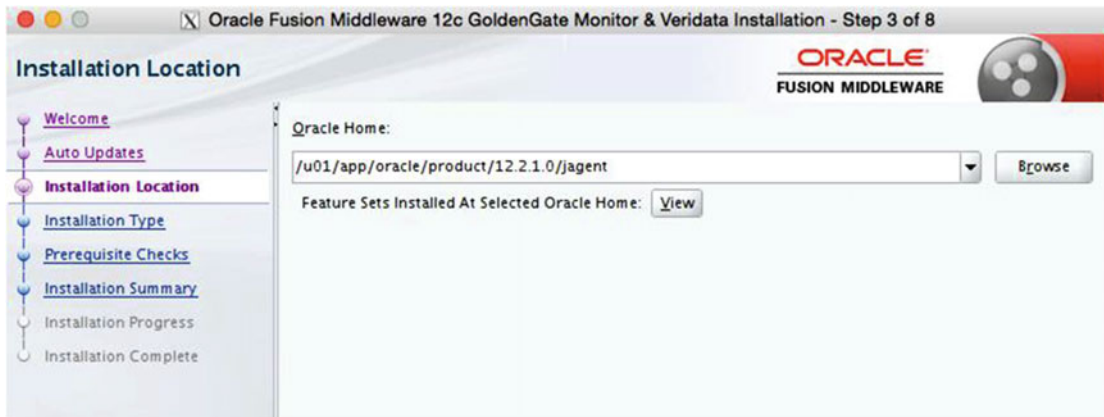 Oracle Fusion Middleware 12c GoldenGate Monitor & Veridata Installation - Step 3 of 8
Installation Location
ORACLE
FUSION MIDDLEWARE
Welcome
Auto Updates
Installation Location
Installation Type
Prerequisite Checks
Installation Summary
Installation Progress
Installation Complete
Oracle Home:
/u01/app/oracle/product/12.2.1.0/jagent
Browse
Feature Sets Installed At Selected Oracle Home: View